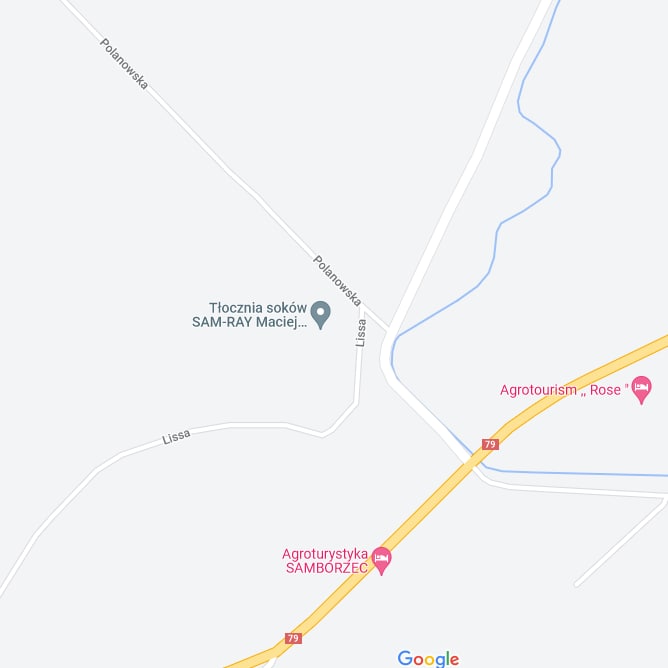 Polanowska
Polanowska
Tłocznia soków
SAM-RAY Maciej...
Lissa
Agrotourism ,, Rose "
Lissa
79
Agroturystyka
SAMBORZEC
79
Google